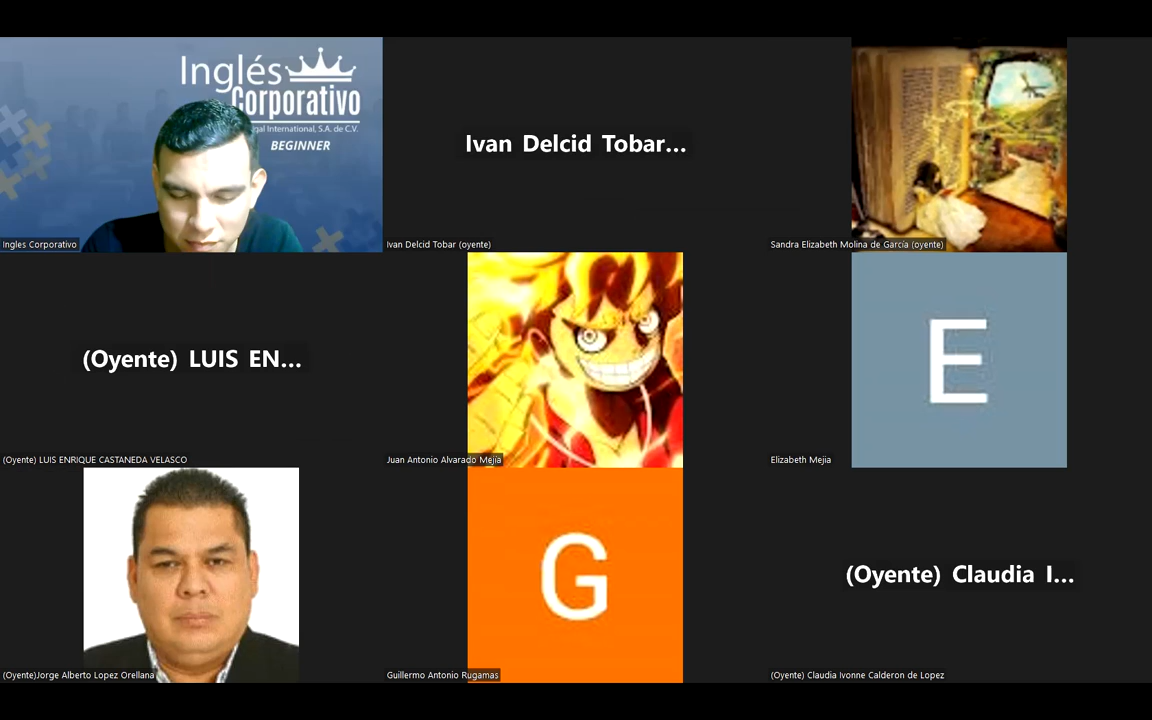 Inglés
Corporativo
gal International, S.A. de C.V.
BEGINNER
Ingles Corporativo
Ivan Delcid Tobar...
Ivan Delcid Tobar (oyente)
Sandra Elizabeth Molina de García (oyente)
(Oyente) LUIS EN...
(Oyente) LUIS ENRIQUE CASTANEDA VELASCO
Juan Antonio Alvarado Mejía
E
Elizabeth Mejia
(Oyente)Jorge Alberto Lopez Orellana
G
Guillermo Antonio Rugamas
(Oyente) Claudia I...
(Oyente) Claudia Ivonne Calderon de Lopez